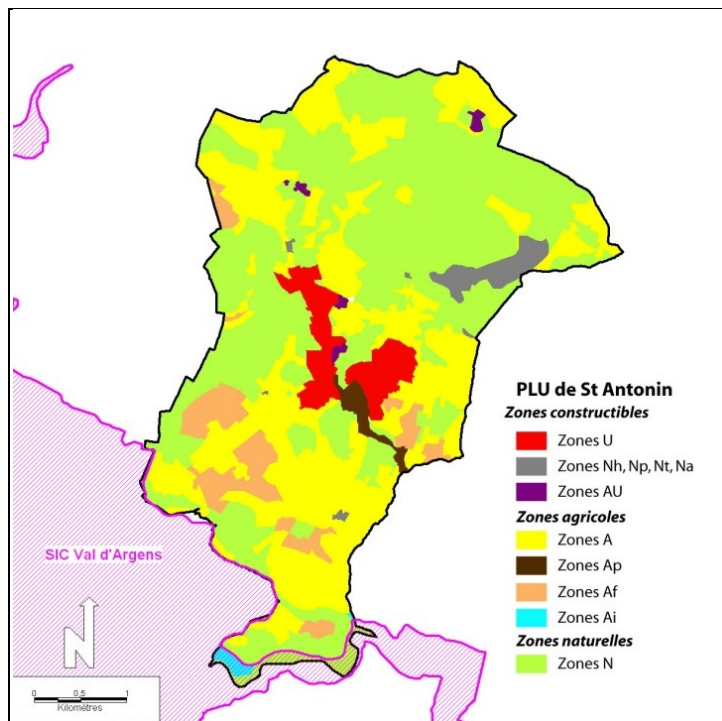 PLU de St Antonin
Zones constructibles
Zones U
Zones Nh, Np, Nt, Na
Zones AU
Zones agricoles
Zones A
Zones Ap
Zones Af
Zones Ai
Zones naturelles
Zones N
SIC Val d'Argens
N
0 0,5 1
Kilomètres